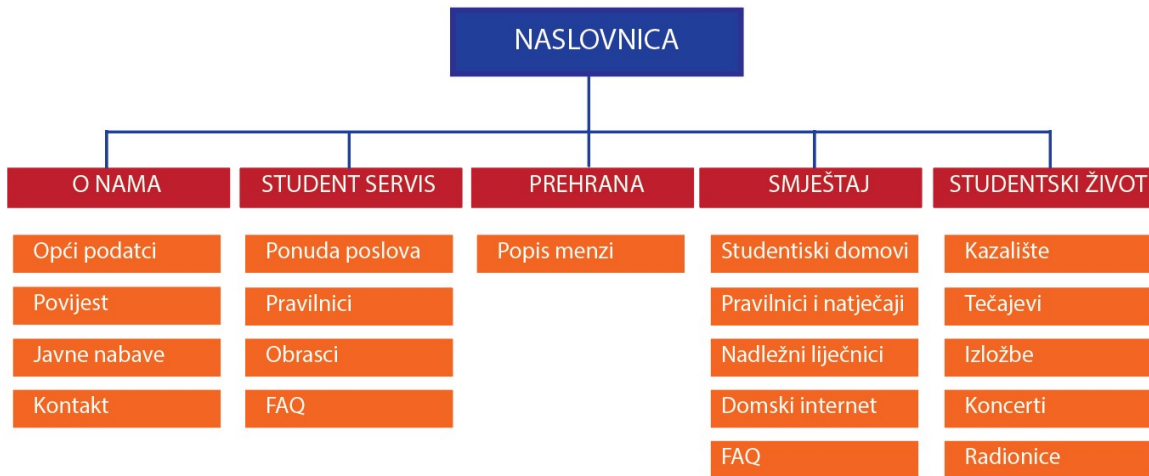 NASLOVNICA
O NAMA
Opći podatci
Povijest
Javne nabave
Kontakt
STUDENT SERVIS
Ponuda poslova
Pravilnici
Obrasci
FAQ
PREHRANA
Popis menzi
SMJEŠTAJ
Studentiski domovi
Pravilnici i natječaji
Nadležni liječnici
Domski internet
FAQ
STUDENTSKI ŽIVOT
Kazalište
Tečajevi
Izložbe
Koncerti
Radionice